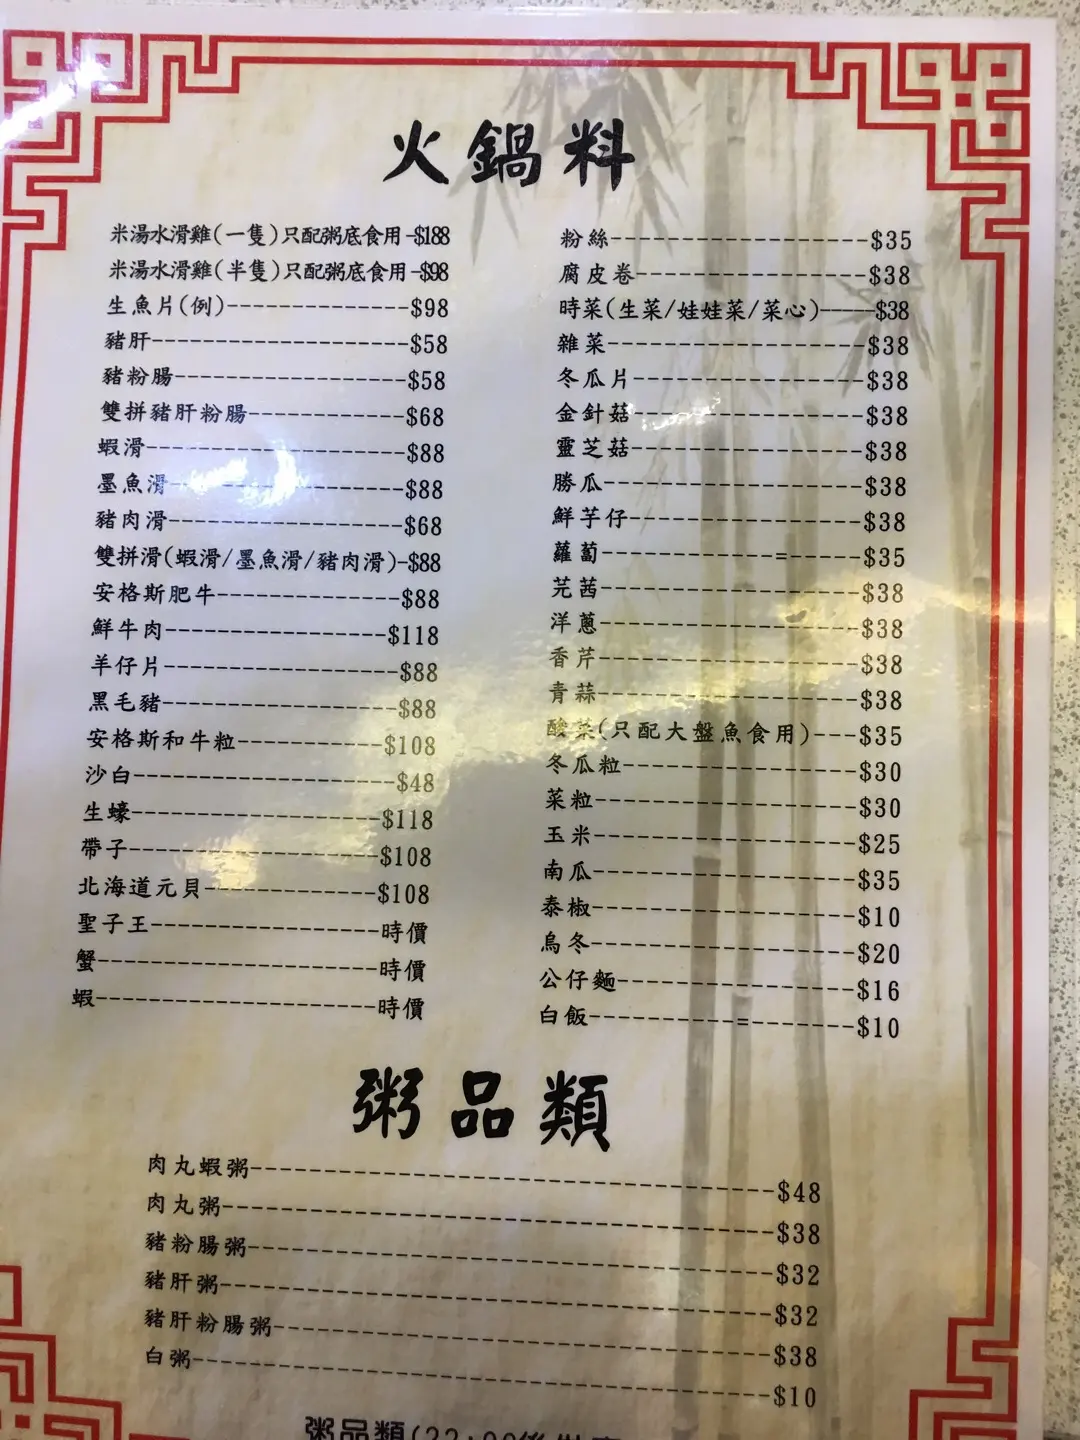 火鍋料
米湯水滑雞(一隻)只配粥底食用-$188
米湯水滑雞(半隻)只配粥底食用-$98
生魚片(例)------------$98
豬肝--------------------$58
豬粉腸------------------$58
雙拼豬肝粉腸------------$68
蝦滑--------------------$88
墨魚滑------------------$88
豬肉滑------------------$68
雙拼滑(蝦滑/墨魚滑/豬肉滑)-$88
安格斯肥牛--------------$88
鮮牛肉-----------------$118
羊仔片------------------$88
黑毛豬------------------$88
安格斯和牛粒-----------$108
沙白--------------------$48
生蠔-------------------$118
帶子-------------------$108
北海道元貝-------------$108
聖子王-----------------時價
蟹---------------------時價
蝦---------------------時價
粉絲-------------------$35
腐皮卷-----------------$38
時菜(生菜/娃娃菜/菜心)-----$38
雜菜-------------------$38
冬瓜片-----------------$38
金針菇-----------------$38
靈芝菇-----------------$38
勝瓜-------------------$38
鮮芋仔-----------------$38
蘿蔔-------------=-----$35
芫茜-------------------$38
洋蔥-------------------$38
香芹-------------------$38
青蒜-------------------$38
酸菜(只配大盤魚食用)---$35
冬瓜粒-----------------$30
菜粒-------------------$30
玉米-------------------$25
南瓜-------------------$35
泰椒-------------------$10
烏冬-------------------$20
公仔麵-----------------$16
白飯-----------=-------$10
粥品類
肉丸蝦粥-------------------------------------$48
肉丸粥---------------------------------------$38
豬粉腸粥-------------------------------------$32
豬肝粥---------------------------------------$32
豬肝粉腸粥-----------------------------------$38
白粥-----------------------------------------$10
粥品類(22:00後